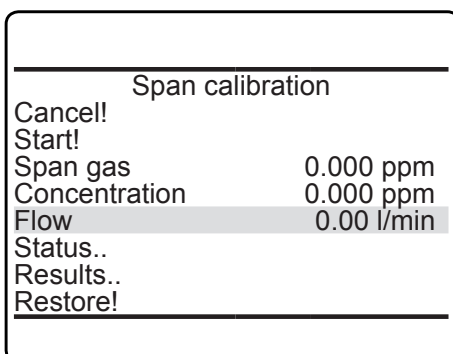 Span calibration
Cancel!
Start!
Span gas 0.000 ppm
Concentration 0.000 ppm
Flow 0.00 l/min
Status..
Results..
Restore!